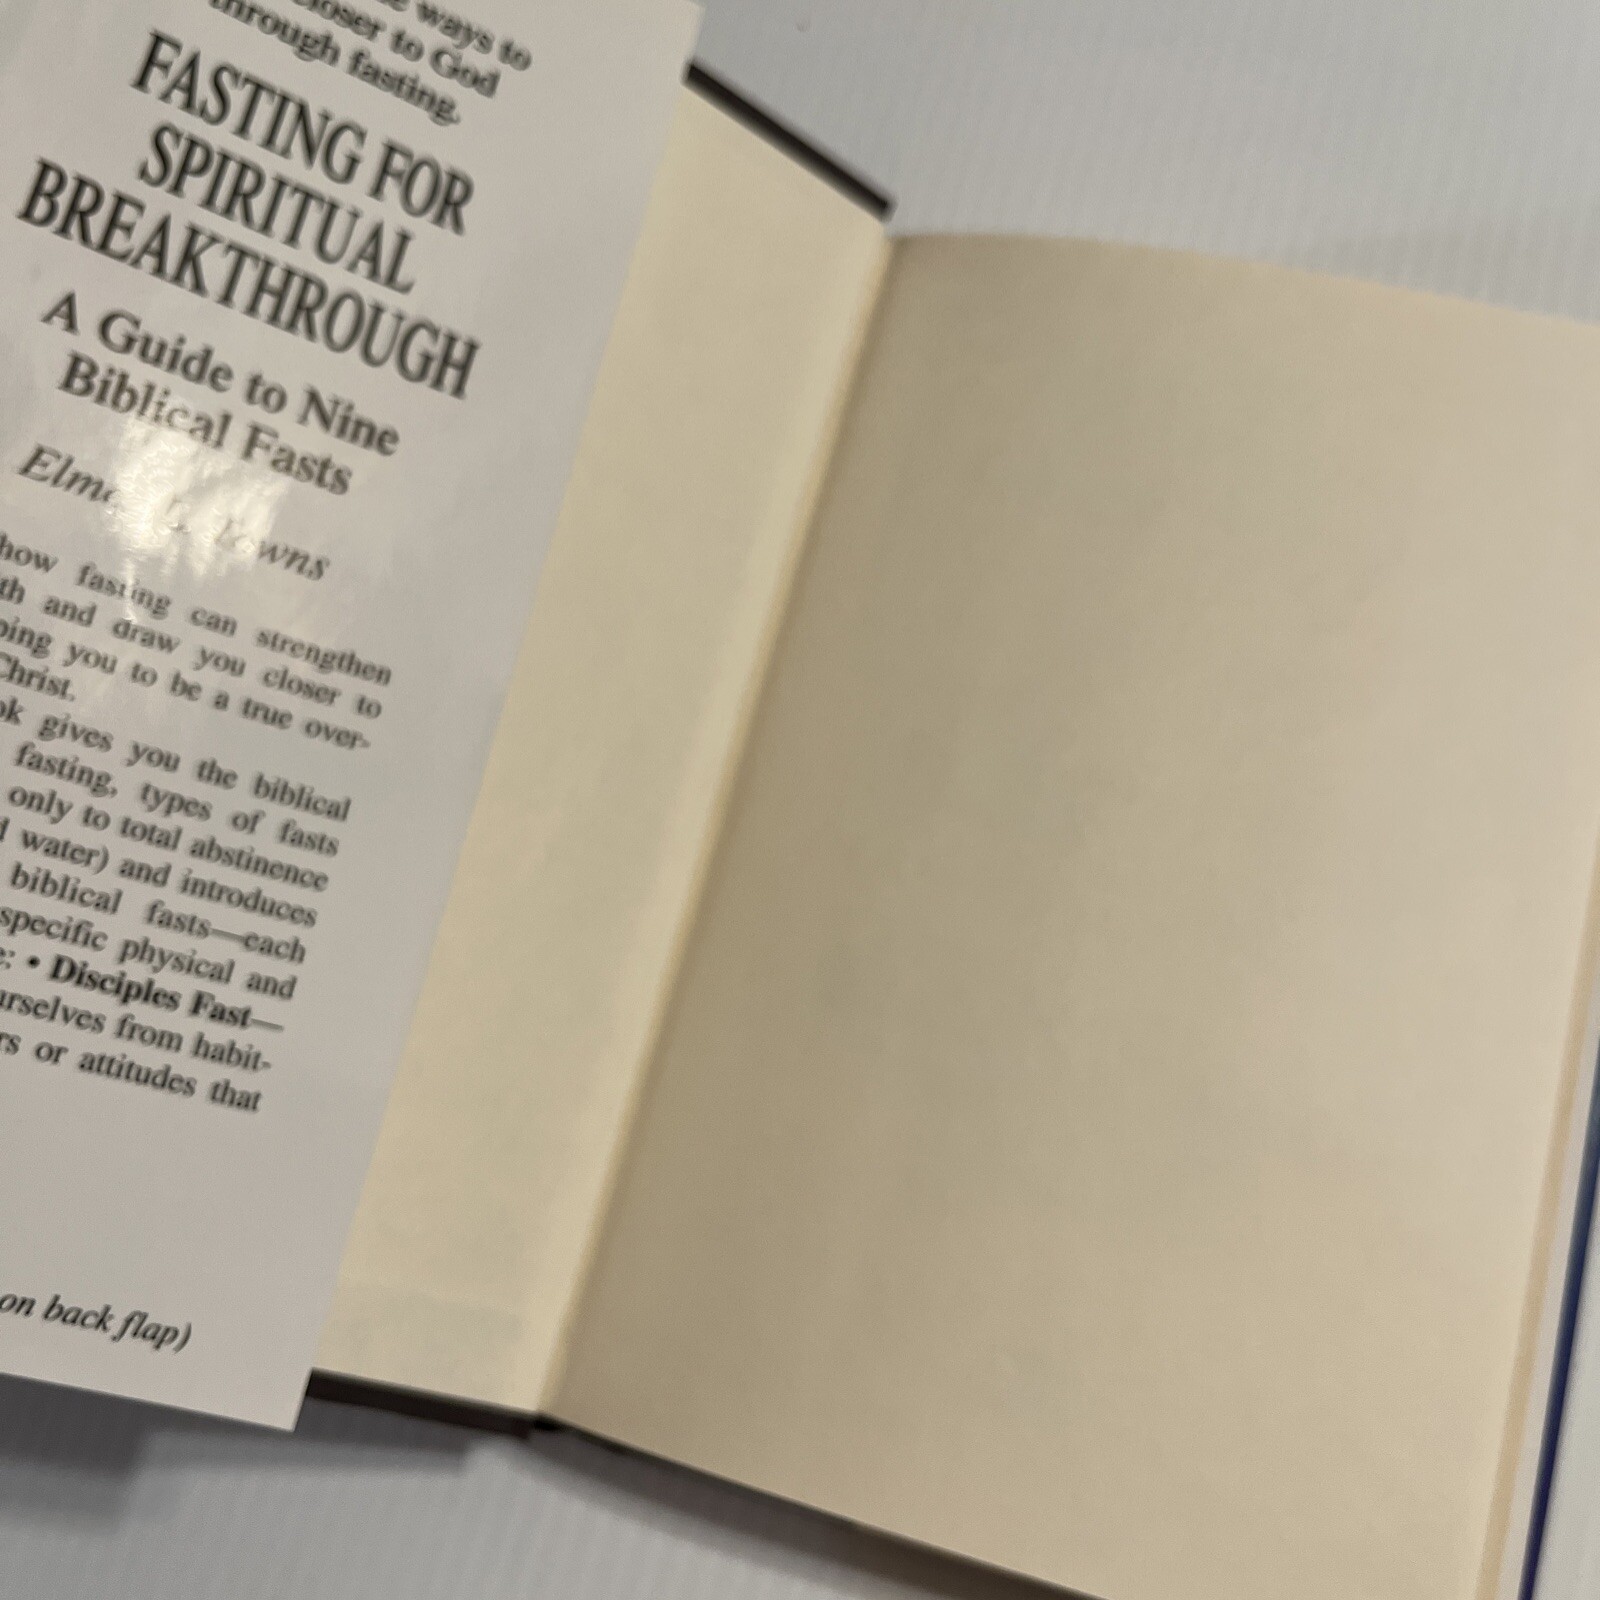 ways to
closer to God
through fasting.
FASTING FOR
SPIRITUAL
BREAKTHROUGH
A Guide to Nine
Biblical Fasts
Towns
how fasting can strengthen
and draw you closer to
you to be a true over-
Christ.
gives you the biblical
fasting, types of fasts
only to total abstinence
water) and introduces
biblical fasts—each
specific physical and
• Disciples Fast—
from habit-
or attitudes that
on back flap)